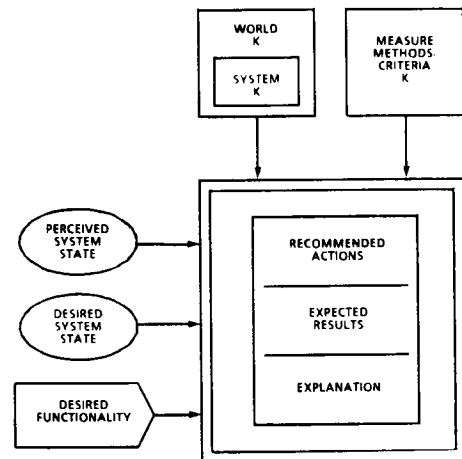 WORLD
K
SYSTEM
K
MEASURE
METHODS-
CRITERIA
K
PERCEIVED
SYSTEM
STATE
DESIRED
SYSTEM
STATE
DESIRED
FUNCTIONALITY
RECOMMENDED
ACTIONS
EXPECTED
RESULTS
EXPLANATION